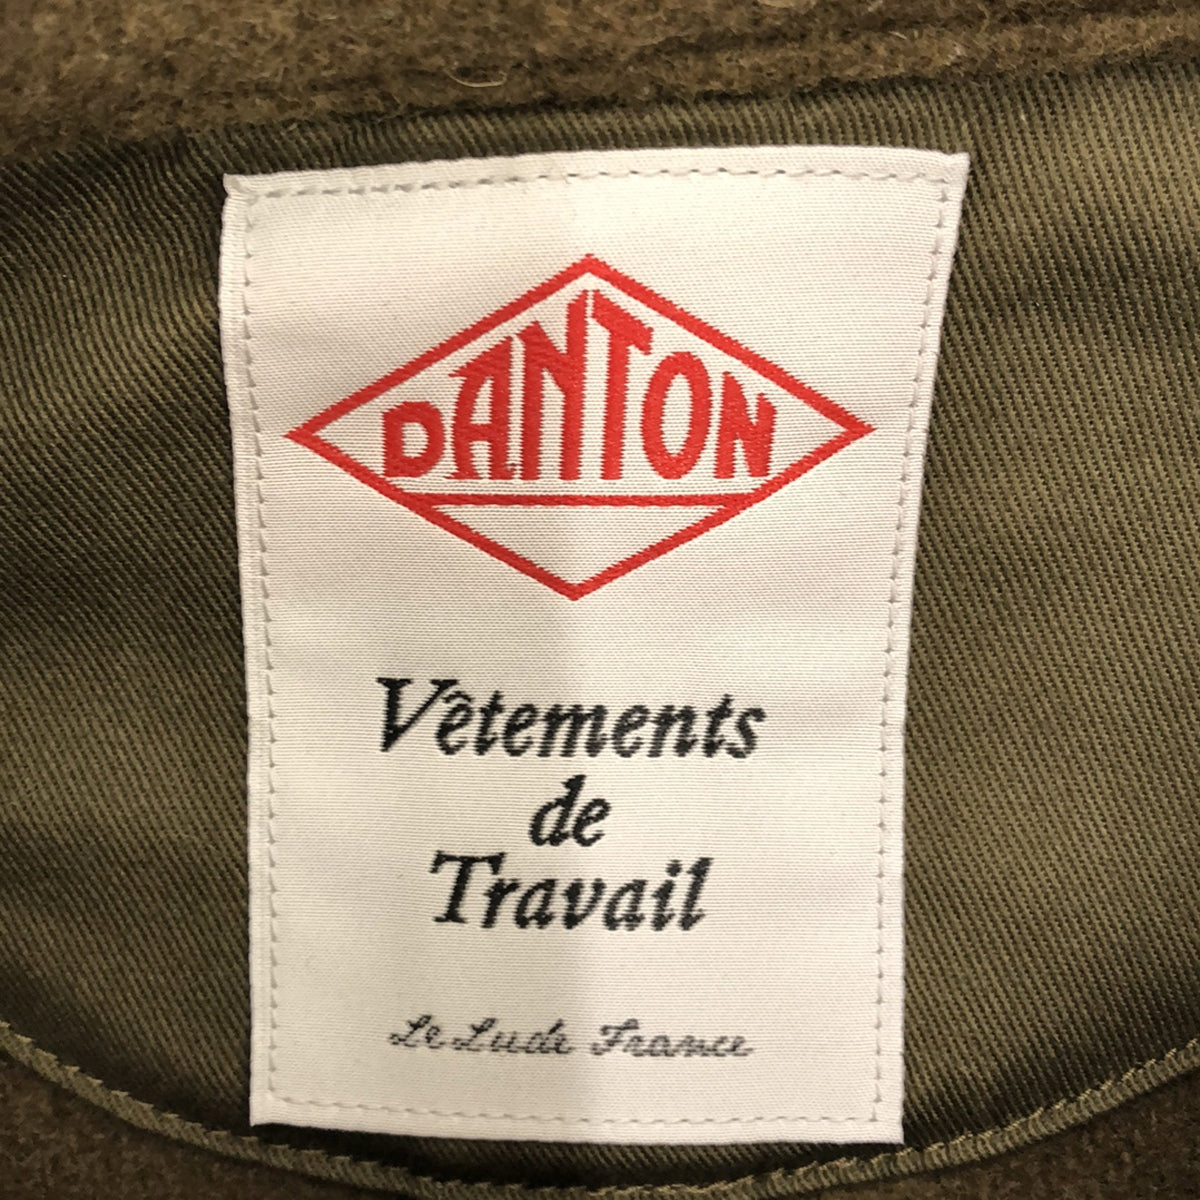 DANTON
Vêtements
de
Travail
Le Lude France